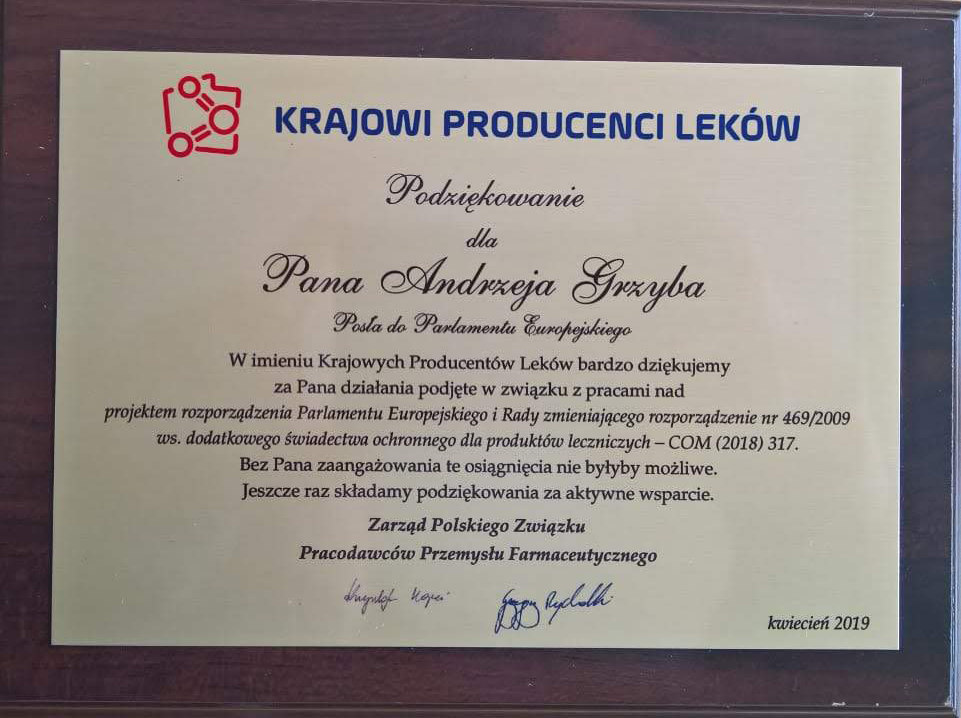 KRAJOWI PRODUCENCI LEKÓW
Podziękowanie
dla
Pana Andrzeja Grzyba
Posła do Parlamentu Europejskiego
W imieniu Krajowych Producentów Leków bardzo dziękujemy
za Pana działania podjęte w związku z pracami nad
projektem rozporządzenia Parlamentu Europejskiego i Rady zmieniającego rozporządzenie nr 469/2009
ws. dodatkowego świadectwa ochronnego dla produktów leczniczych – COM (2018) 317.
Bez Pana zaangażowania te osiągnięcia nie byłyby możliwe.
Jeszcze raz składamy podziękowania za aktywne wsparcie.
Zarząd Polskiego Związku
Pracodawców Przemysłu Farmaceutycznego
kwiecień 2019